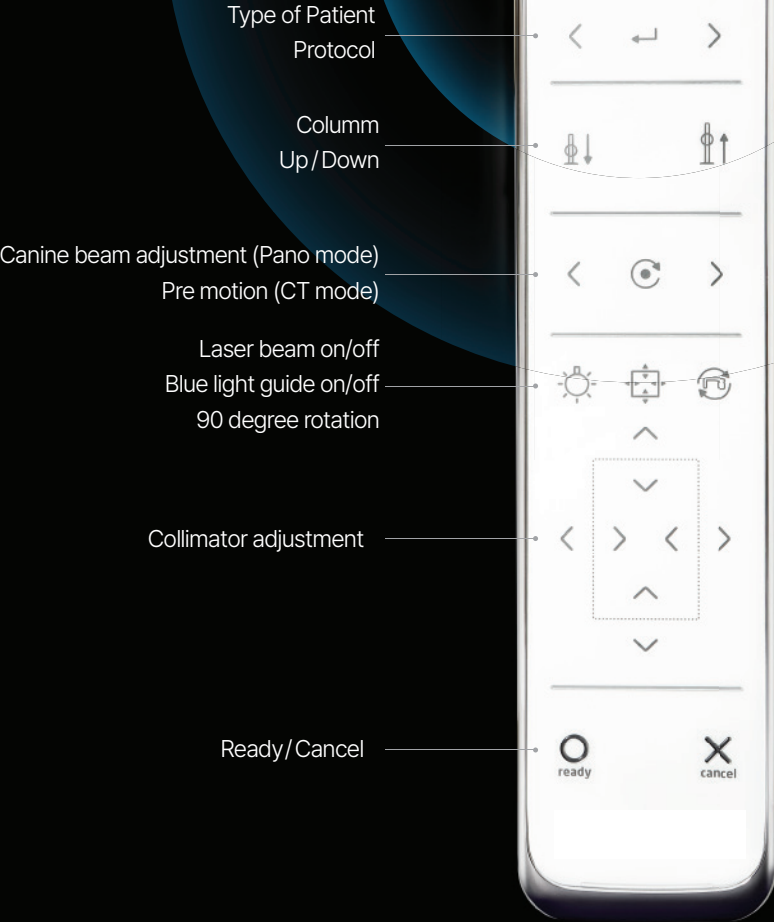 Type of Patient
Protocol
Columm
Up/Down
Canine beam adjustment (Pano mode)
Pre motion (CT mode)
Laser beam on/off
Blue light guide on/off
90 degree rotation
Collimator adjustment
Ready/Cancel
ready
cancel